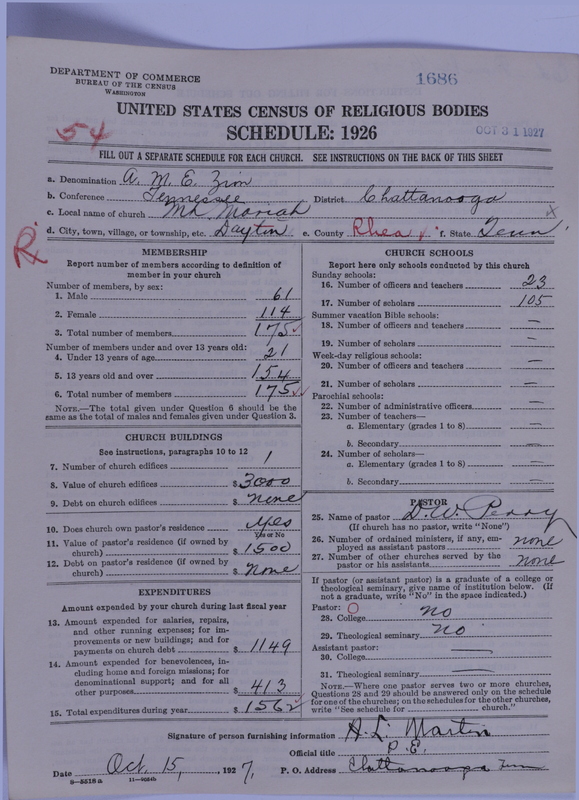 DEPARTMENT OF COMMERCE
BUREAU OF THE CENSUS
WASHINGTON
1686
UNITED STATES CENSUS OF RELIGIOUS BODIES
SCHEDULE: 1926
54
OCT 31 1927
FILL OUT A SEPARATE SCHEDULE FOR EACH CHURCH. SEE INSTRUCTIONS ON THE BACK OF THIS SHEET
a. Denomination A. M. E. Zion
b. Conference Tennessee District Chattanooga
c. Local name of church Mt. Moriah
d. City, town, village, or township, etc. Dayton e. County Rhea f. State Tenn
MEMBERSHIP
Report number of members according to definition of member in your church
Number of members, by sex:
1. Male 61
2. Female 114
3. Total number of members 175
Number of members under and over 13 years old:
4. Under 13 years of age 21
5. 13 years old and over 154
6. Total number of members 175
NOTE.—The total given under Question 6 should be the same as the total of males and females given under Question 3.
CHURCH BUILDINGS
See instructions, paragraphs 10 to 12
7. Number of church edifices 1
8. Value of church edifices $ 3000
9. Debt on church edifices $ none
10. Does church own pastor's residence yes
Yes or No
11. Value of pastor's residence (if owned by church) $ 1500
12. Debt on pastor's residence (if owned by church) $ None
EXPENDITURES
Amount expended by your church during last fiscal year
13. Amount expended for salaries, repairs, and other running expenses; for improvements or new buildings; and for payments on church debt $ 1149
14. Amount expended for benevolences, including home and foreign missions; for denominational support; and for all other purposes $ 413
15. Total expenditures during year $ 1562
CHURCH SCHOOLS
Report here only schools conducted by this church
Sunday schools:
16. Number of officers and teachers 23
17. Number of scholars 105
Summer vacation Bible schools:
18. Number of officers and teachers —
19. Number of scholars —
Week-day religious schools:
20. Number of officers and teachers —
21. Number of scholars —
Parochial schools:
22. Number of administrative officers —
23. Number of teachers—
a. Elementary (grades 1 to 8) —
b. Secondary —
24. Number of scholars—
a. Elementary (grades 1 to 8) —
b. Secondary —
PASTOR
25. Name of pastor D. W. Perry
(If church has no pastor, write "None")
26. Number of ordained ministers, if any, employed as assistant pastors none
27. Number of other churches served by the pastor or his assistants none
If pastor (or assistant pastor) is a graduate of a college or theological seminary, give name of institution below. (If not a graduate, write "No" in the space indicated.)
Pastor:
28. College no
29. Theological seminary no
Assistant pastor:
30. College —
31. Theological seminary —
NOTE.—Where one pastor serves two or more churches, Questions 28 and 29 should be answered only on the schedule for one of the churches; on the schedules for the other churches, write "See schedule for church."
Signature of person furnishing information A. L. Martin
Official title P. E.
Date Oct. 15, 1927, P. O. Address Chattanooga Tenn